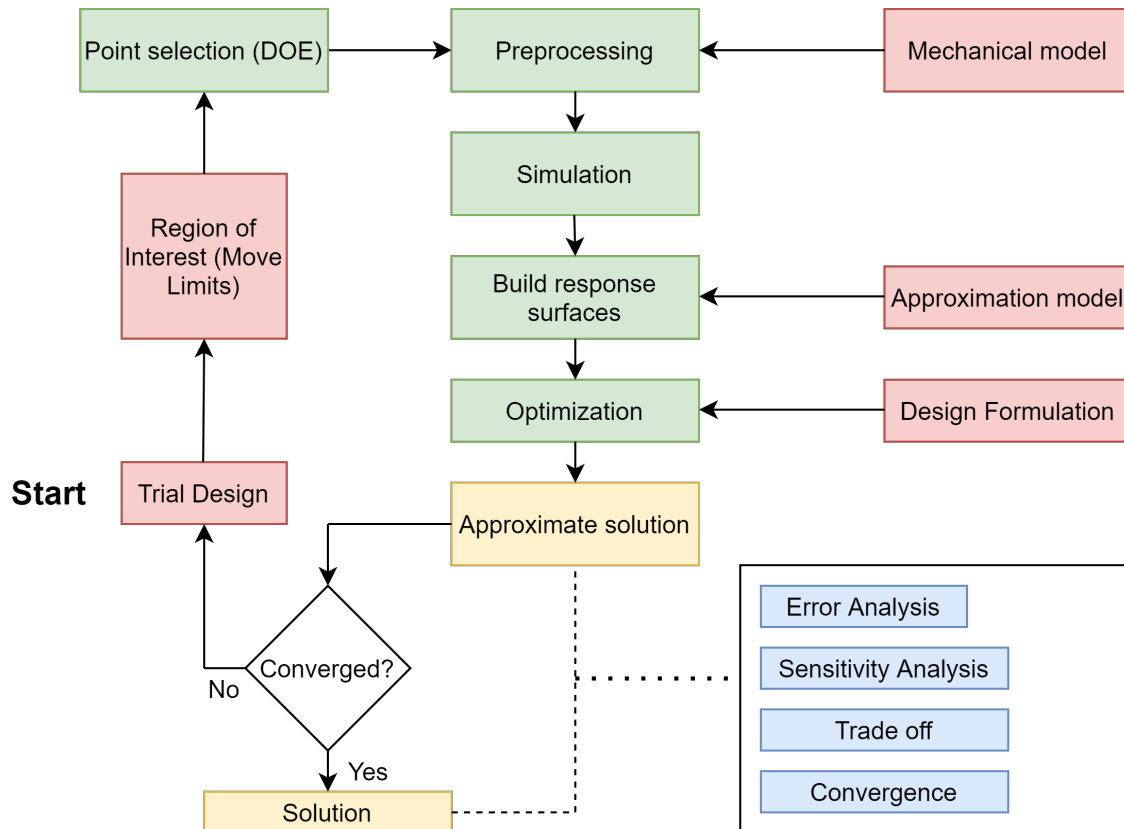 Point selection (DOE)
Preprocessing
Mechanical model
Simulation
Region of
Interest (Move
Limits)
Build response
surfaces
Approximation model
Optimization
Design Formulation
Start
Trial Design
Approximate solution
Converged?
No
Yes
Solution
Error Analysis
Sensitivity Analysis
Trade off
Convergence